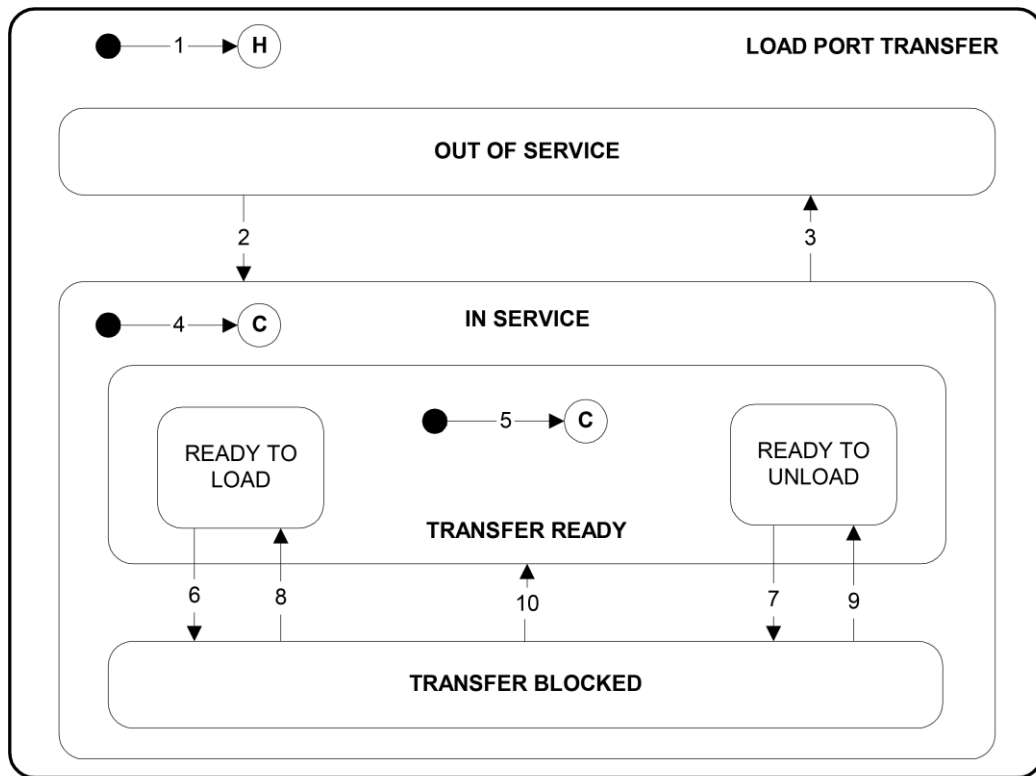 1
H
LOAD PORT TRANSFER
OUT OF SERVICE
2
3
4
C
IN SERVICE
5
C
READY TO
LOAD
READY TO
UNLOAD
TRANSFER READY
6
8
10
7
9
TRANSFER BLOCKED